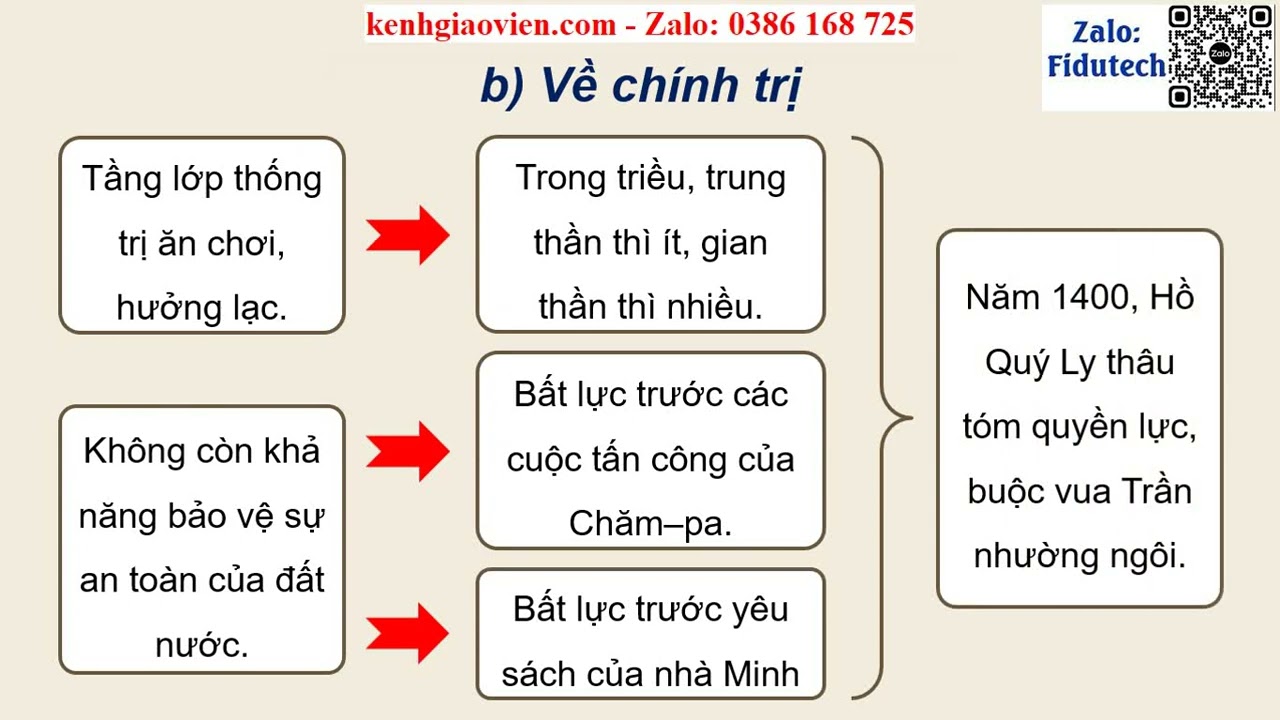 kenhgiaovien.com - Zalo: 0386 168 725
Zalo:
Fidutech
Zalo
b) Về chính trị
Tầng lớp thống
trị ăn chơi,
hưởng lạc.
Trong triều, trung
thần thì ít, gian
thần thì nhiều.
Không còn khả
năng bảo vệ sự
an toàn của đất
nước.
Bất lực trước các
cuộc tấn công của
Chăm–pa.
Bất lực trước yêu
sách của nhà Minh
Năm 1400, Hồ
Quý Ly thâu
tóm quyền lực,
buộc vua Trần
nhường ngôi.